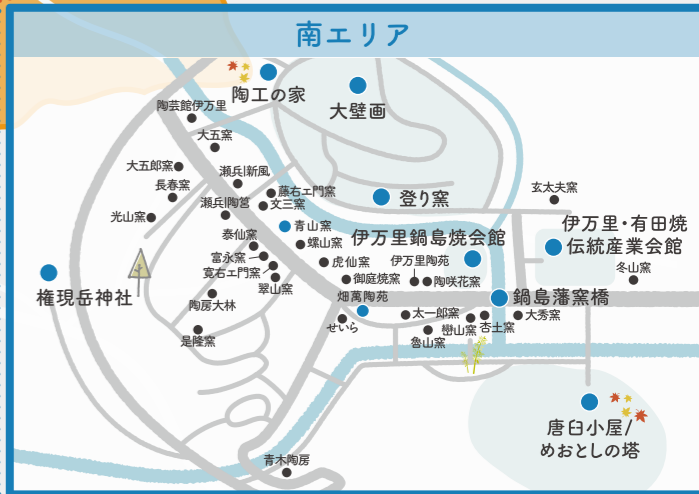 南エリア
陶工の家
大壁画
陶芸館伊万里
大五窯
大五郎窯
瀬兵|新風
長春窯
藤右エ門窯
文三窯
登り窯
玄太夫窯
瀬兵|陶筥
光山窯
青山窯
伊万里・有田焼
伝統産業会館
泰仙窯
螺山窯
伊万里鍋島焼会館
富永窯
虎仙窯
伊万里陶苑
寛右エ門窯
冬山窯
権現岳神社
翠山窯
御庭焼窯
陶咲花窯
陶房大林
畑萬陶苑
鍋島藩窯橋
せいら
太一郎窯
巒山窯
杏土窯
大秀窯
是隆窯
魯山窯
唐臼小屋/
めおとしの塔
青木陶房